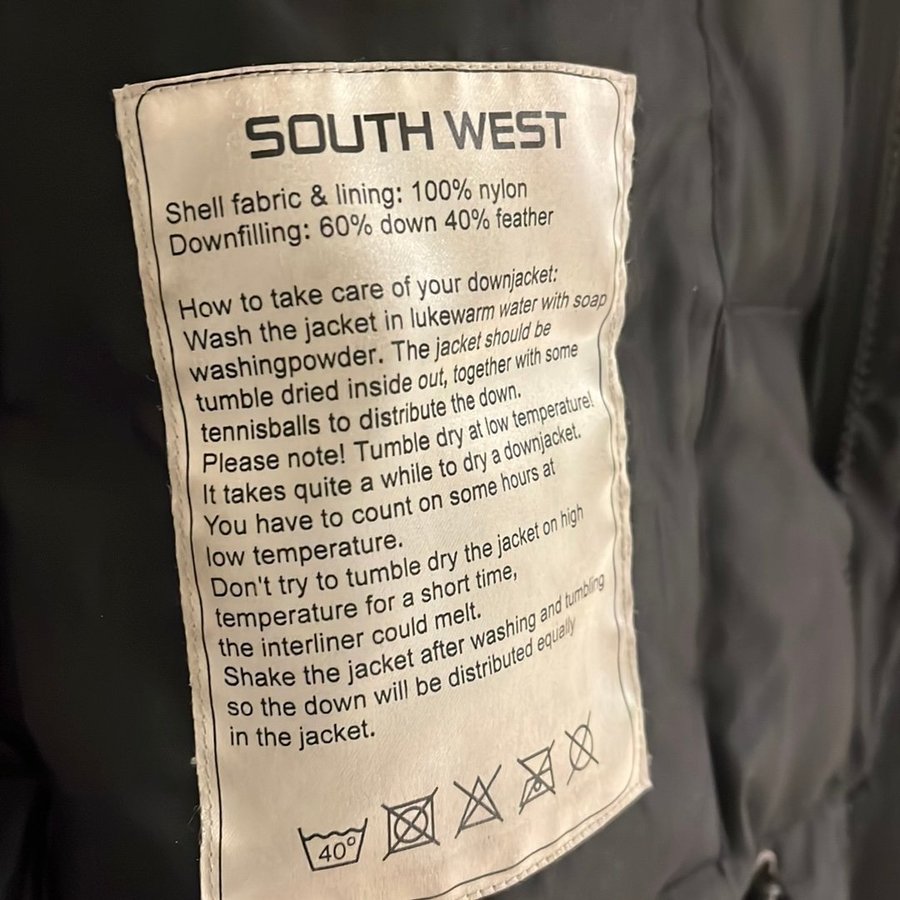 SOUTH WEST
Shell fabric & lining: 100% nylon
Downfilling: 60% down 40% feather
How to take care of your downjacket:
Wash the jacket in lukewarm water with soap
washingpowder. The jacket should be
tumble dried inside out, together with some
tennisballs to distribute the down.
Please note! Tumble dry at low temperature!
It takes quite a while to dry a downjacket.
You have to count on some hours at
low temperature.
Don't try to tumble dry the jacket on high
temperature for a short time,
the interliner could melt.
Shake the jacket after washing and tumbling
so the down will be distributed equally
in the jacket.
40°